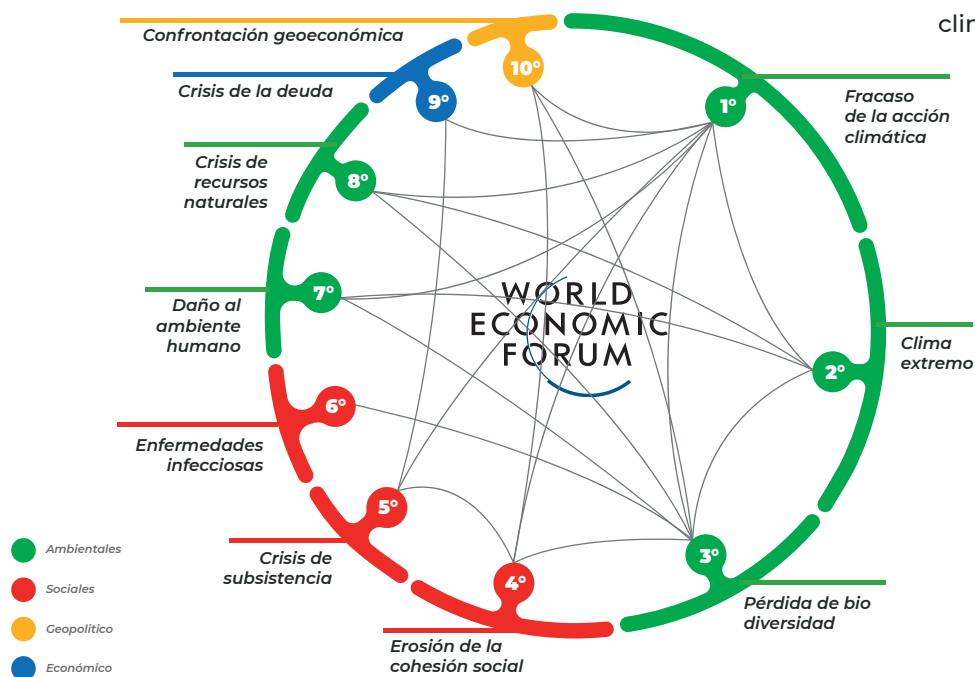 clim
Confrontación geoeconómica
10°
Crisis de la deuda
9°
1°
Fracaso
de la acción
climática
Crisis de
recursos
naturales
8°
WORLD
ECONOMIC
FORUM
7°
Daño al
ambiente
humano
Clima
extremo
2°
6°
Enfermedades
infecciosas
5°
Crisis de
subsistencia
3°
4°
Pérdida de bio
diversidad
Erosión de la
cohesión social
Ambientales
Sociales
Geopolítico
Económico